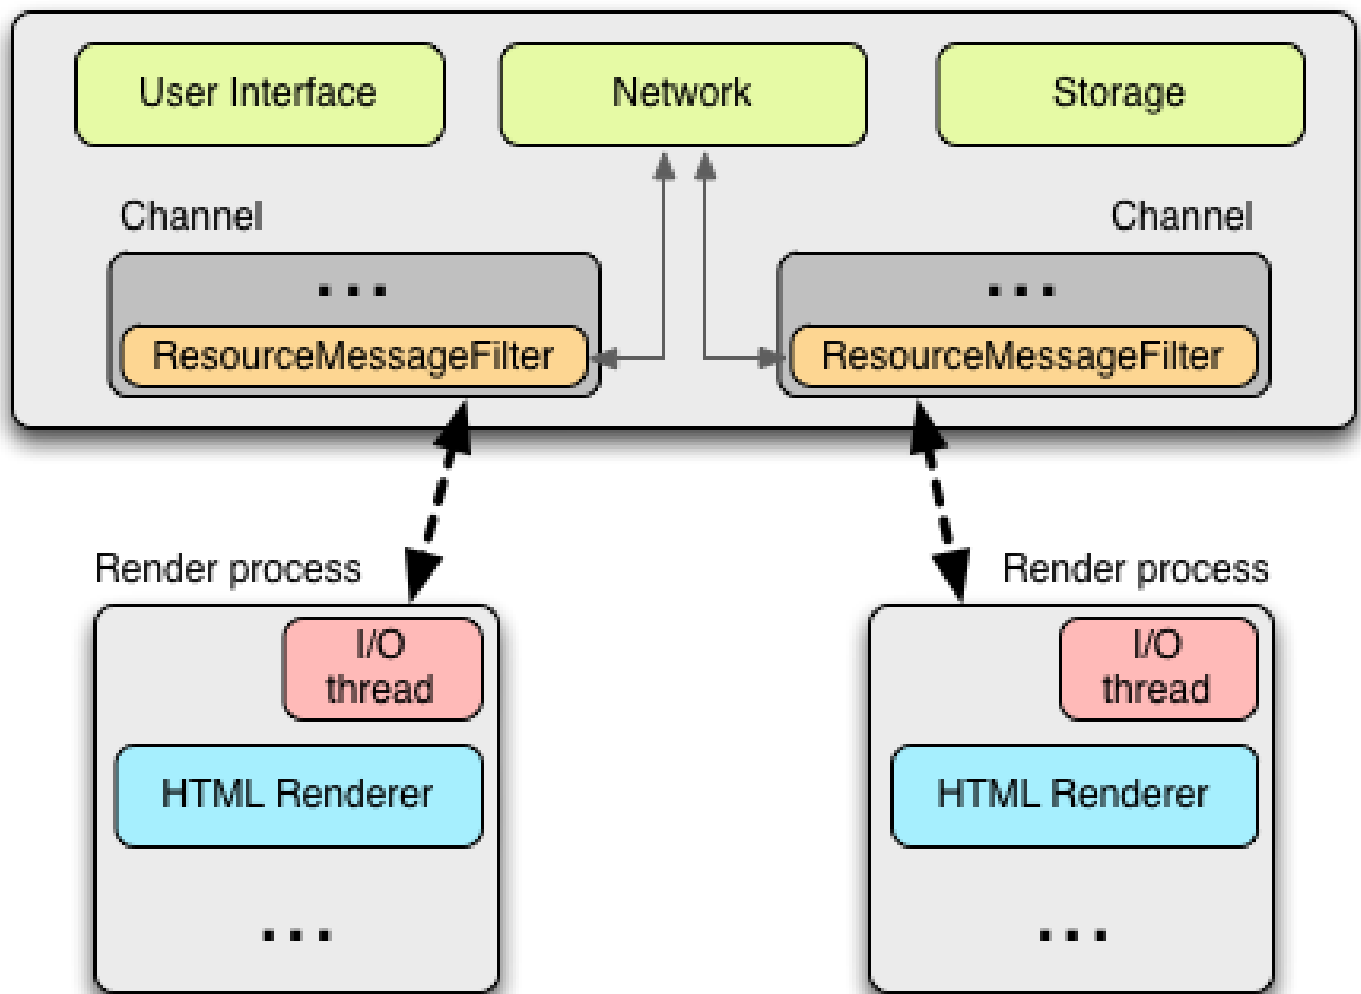 User Interface
Network
Storage
Channel
Channel
...
...
ResourceMessageFilter
ResourceMessageFilter
Render process
Render process
I/O
thread
I/O
thread
HTML Renderer
HTML Renderer
...
...